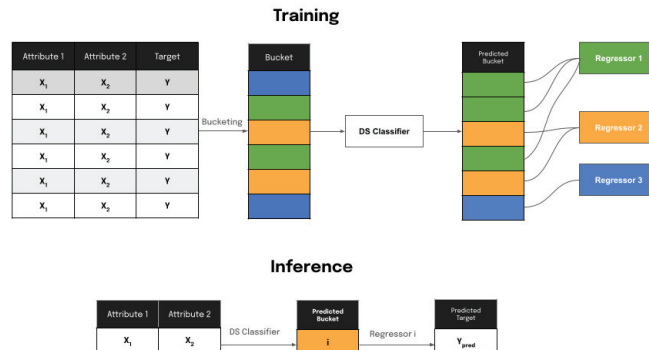 Training
Attribute 1 Attribute 2 Target
X1 X2 Y
X1 X2 Y
X1 X2 Y
X1 X2 Y
X1 X2 Y
X1 X2 Y
Bucketing
Bucket
DS Classifier
Predicted
Bucket
Regressor 1
Regressor 2
Regressor 3
Inference
Attribute 1 Attribute 2
X1 X2
DS Classifier
Predicted
Bucket
i
Regressor i
Predicted
Target
Ypred